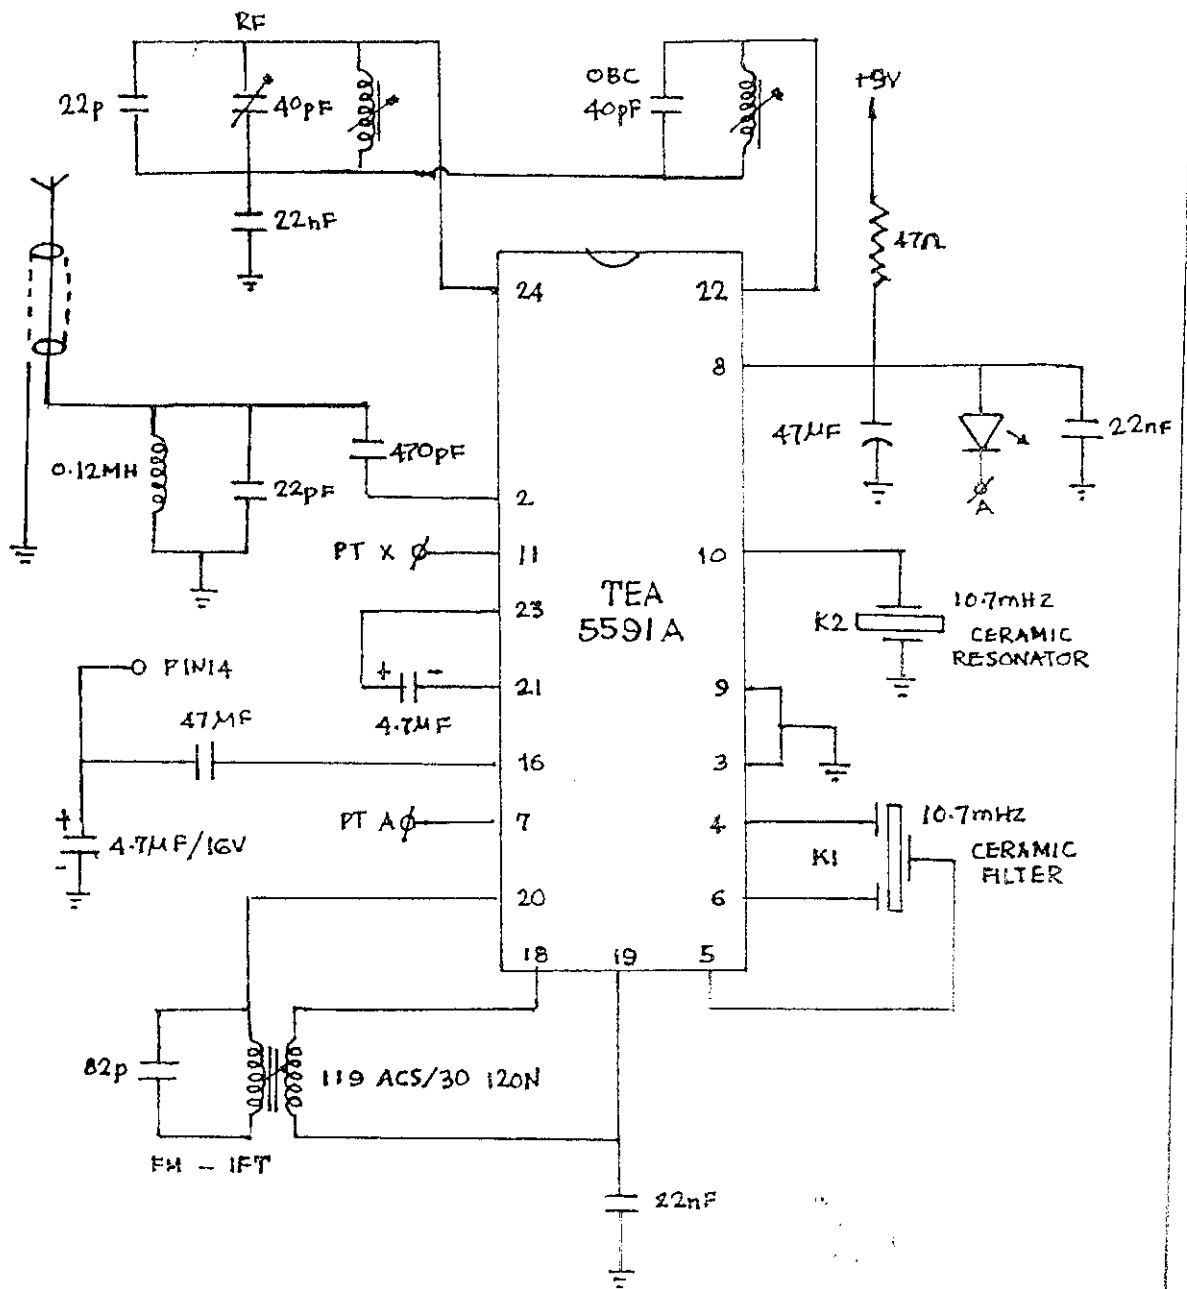 RF
22p
40pF
OBC
40pF
+9V
22nF
47Ω
24
22
8
0.12MH
22pF
470pF
2
47µF
22nF
A
PT X
11
10
TEA
5591A
23
K2
10.7mHZ
CERAMIC
RESONATOR
PIN14
+ -
21
9
4.7µF
47µF
16
3
PT A
7
4
10.7mHZ
+
4.7µF/16V
-
K1
CERAMIC
FILTER
20
6
18
19
5
82p
119 ACS/30 120N
FM - IFT
22nF